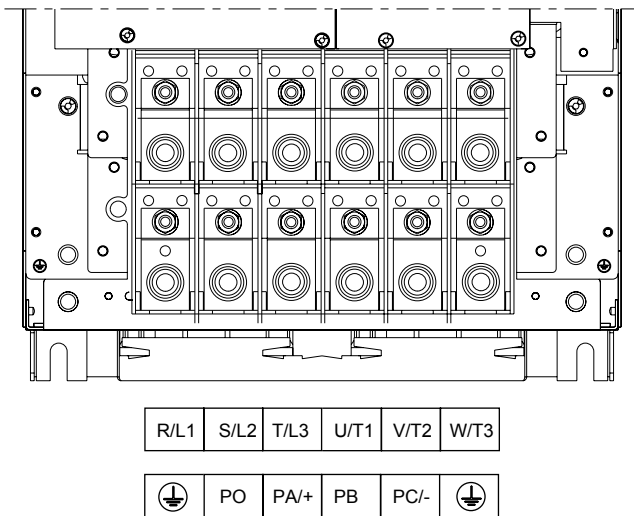 R/L1 S/L2 T/L3 U/T1 V/T2 W/T3
PO PA/+ PB PC/-